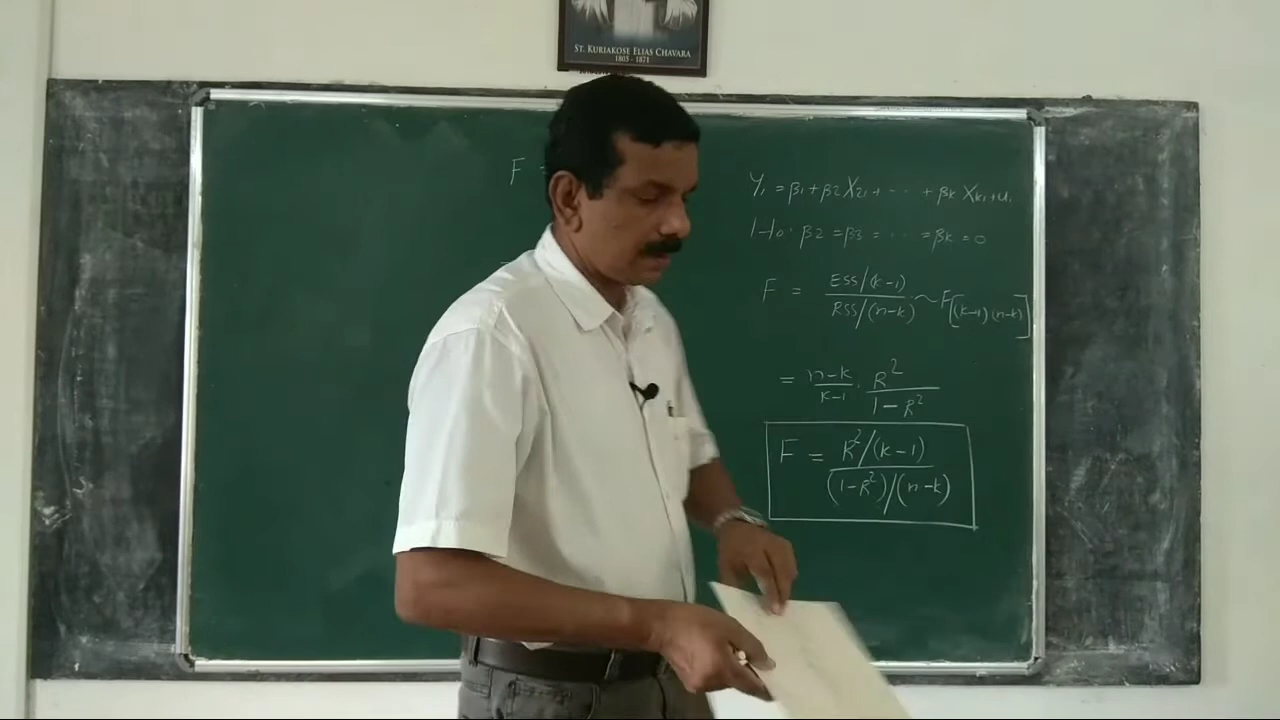 ST. KURIAKOSE ELIAS CHAVARA
1805 - 1871
F =
Yi = β1 + β2 X2i + ··· + βk Xki + ui
H0: β2 = β3 = ··· = βk = 0
F = ESS/(k-1) / RSS/(n-k) ~ F[(k-1)(n-k)]
= n-k / k-1 · R² / 1-R²
F = R²/(k-1) / (1-R²)/(n-k)